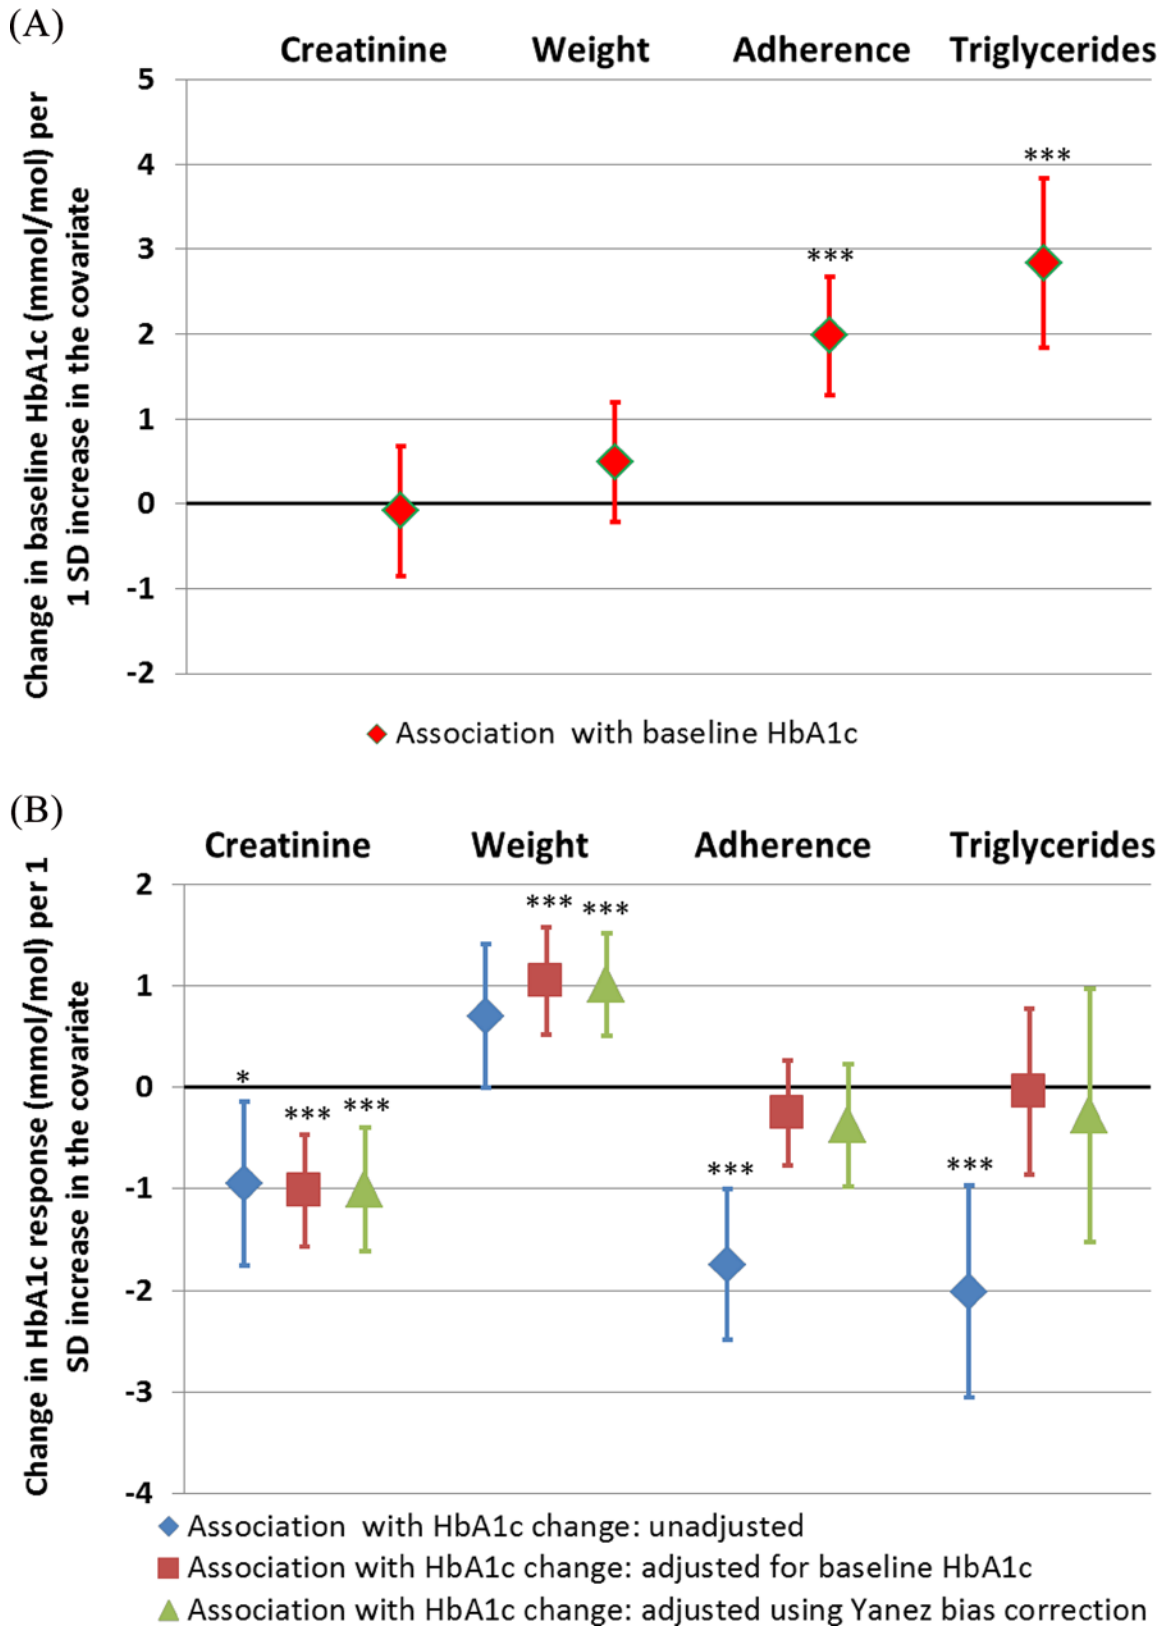 (A)
Creatinine Weight Adherence Triglycerides
Change in baseline HbA1c (mmol/mol) per
1 SD increase in the covariate
5
4
3
2
1
0
-1
-2
***
***
Association with baseline HbA1c
(B)
Creatinine Weight Adherence Triglycerides
Change in HbA1c response (mmol/mol) per 1
SD increase in the covariate
2
1
0
-1
-2
-3
-4
* *** ***
*** ***
***
***
Association with HbA1c change: unadjusted
Association with HbA1c change: adjusted for baseline HbA1c
Association with HbA1c change: adjusted using Yanez bias correction